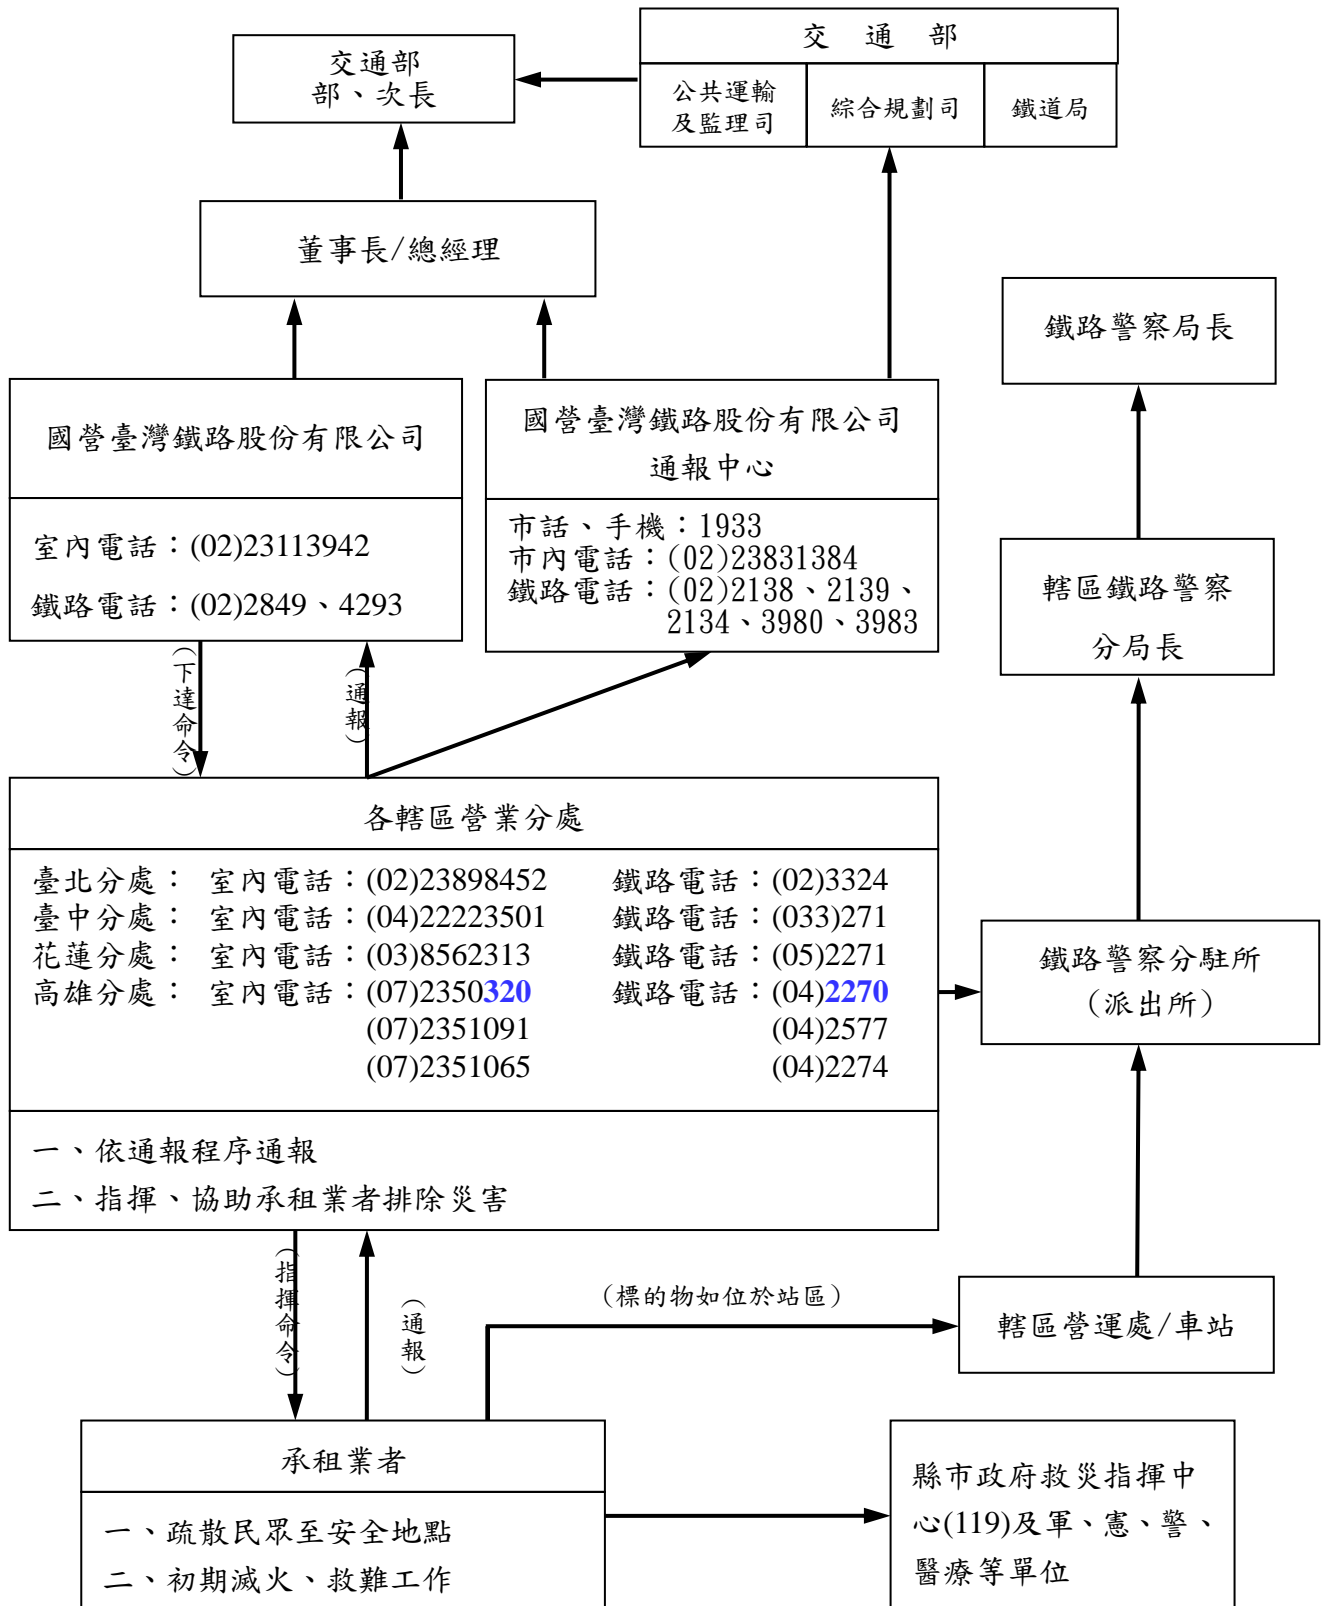 交通部
部、次長
交 通 部
公共運輸
及監理司
綜合規劃司
鐵道局
董事長/總經理
鐵路警察局長
國營臺灣鐵路股份有限公司
室內電話：(02)23113942
鐵路電話：(02)2849、4293
國營臺灣鐵路股份有限公司
通報中心
市話、手機：1933
市內電話：(02)23831384
鐵路電話：(02)2138、2139、
2134、3980、3983
轄區鐵路警察
分局長
（下達命令）
（通報）
各轄區營業分處
臺北分處： 室內電話：(02)23898452 鐵路電話：(02)3324
臺中分處： 室內電話：(04)22223501 鐵路電話：(033)271
花蓮分處： 室內電話：(03)8562313 鐵路電話：(05)2271
高雄分處： 室內電話：(07)2350320 鐵路電話：(04)2270
(07)2351091 (04)2577
(07)2351065 (04)2274
一、依通報程序通報
二、指揮、協助承租業者排除災害
鐵路警察分駐所
（派出所）
（指揮命令）
（通報）
（標的物如位於站區）
轄區營運處/車站
承租業者
一、疏散民眾至安全地點
二、初期滅火、救難工作
縣市政府救災指揮中
心(119)及軍、憲、警、
醫療等單位